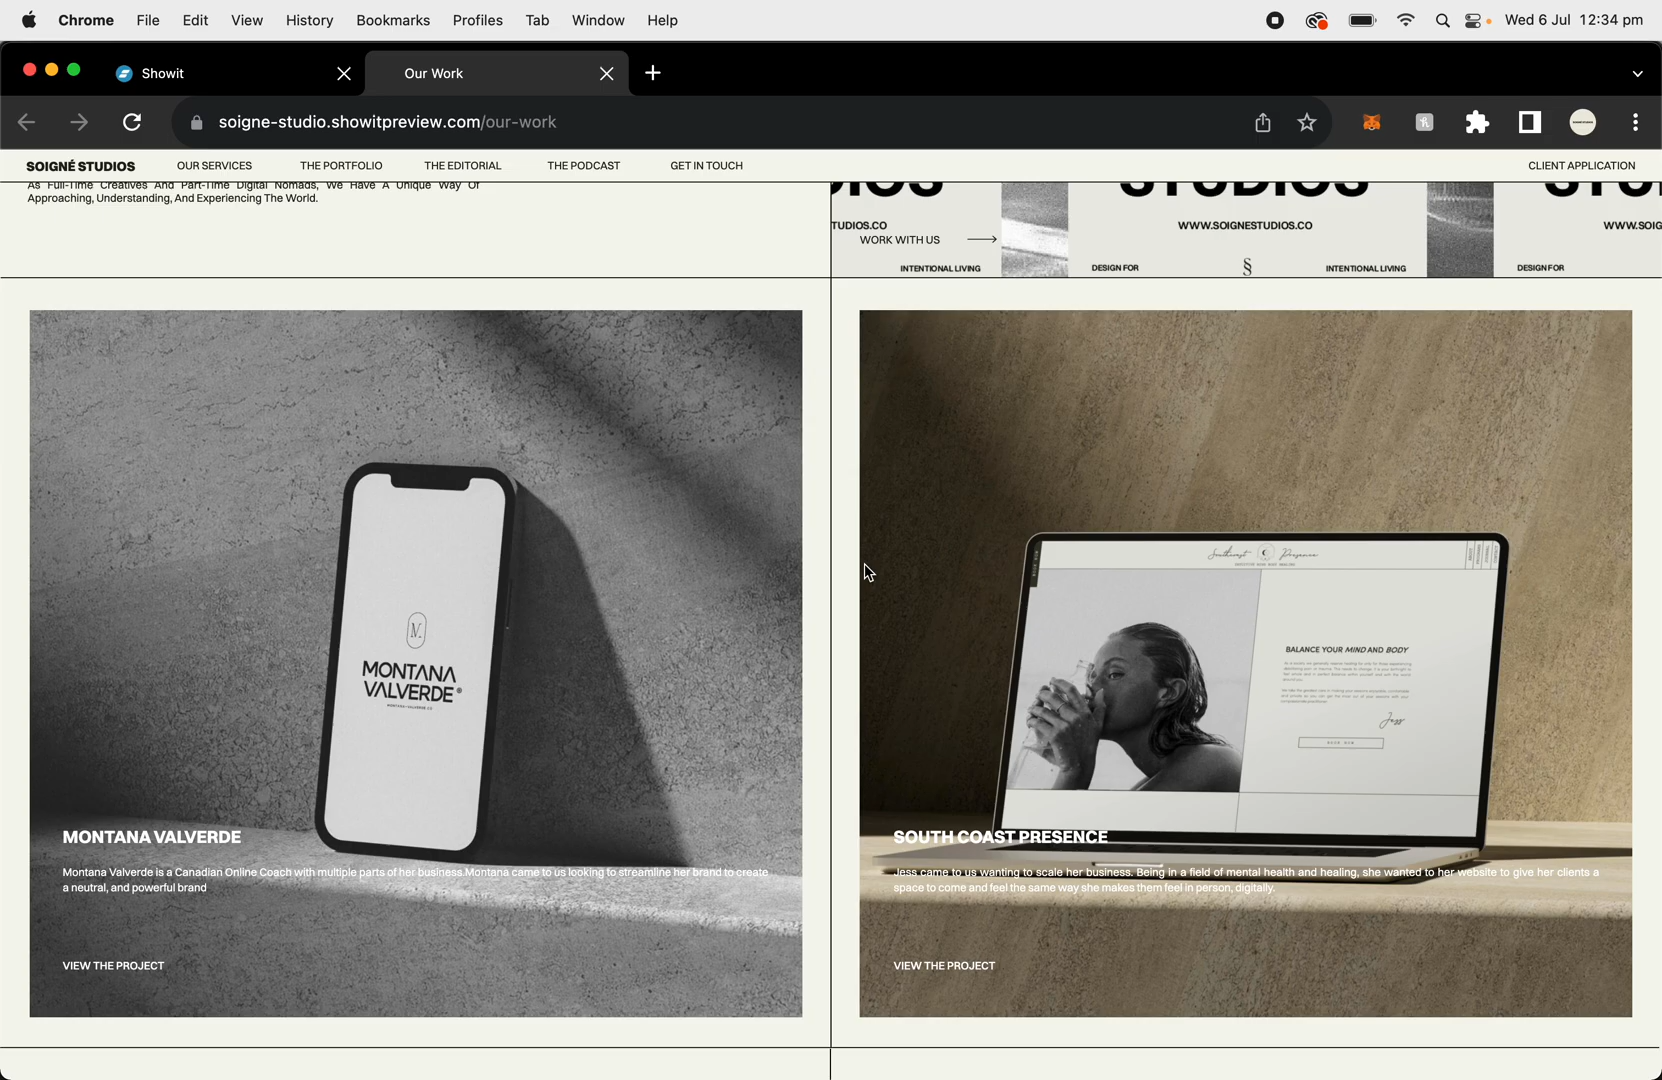 Chrome File Edit View History Bookmarks Profiles Tab Window Help Wed 6 Jul 12:34 pm
Showit Our Work
soigne-studio.showitpreview.com/our-work
SOIGNÉ STUDIOS OUR SERVICES THE PORTFOLIO THE EDITORIAL THE PODCAST GET IN TOUCH CLIENT APPLICATION
As Full-Time Creatives And Part-Time Digital Nomads, We Have A Unique Way Of
Approaching, Understanding, And Experiencing The World.
STUDIOS
TUDIOS.CO WWW.SOIGNESTUDIOS.CO WWW.SOIG
WORK WITH US
INTENTIONAL LIVING DESIGN FOR § INTENTIONAL LIVING DESIGN FOR
M.
MONTANA
VALVERDE®
Southcoast Presence
BALANCE YOUR MIND AND BODY
Jess
BOOK NOW
MONTANA VALVERDE
Montana Valverde is a Canadian Online Coach with multiple parts of her business.Montana came to us looking to streamline her brand to create
a neutral, and powerful brand
VIEW THE PROJECT
SOUTH COAST PRESENCE
Jess came to us wanting to scale her business. Being in a field of mental health and healing, she wanted to her website to give her clients a
space to come and feel the same way she makes them feel in person, digitally.
VIEW THE PROJECT